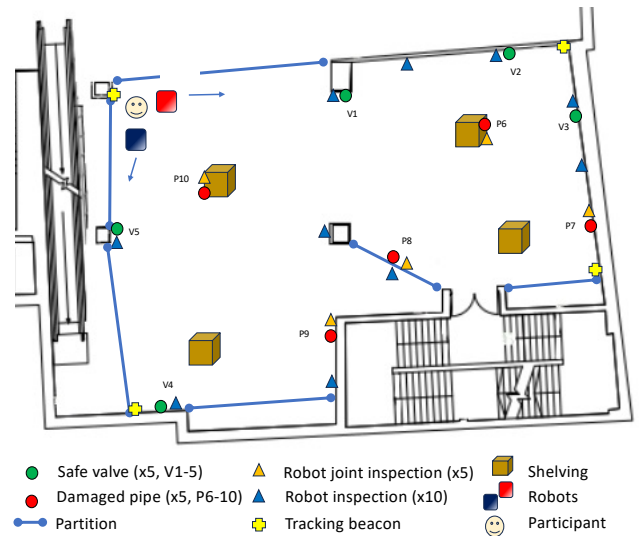 V2
V1
P6
V3
P10
P7
V5
P8
P9
V4
Safe valve (x5, V1-5)
Robot joint inspection (x5)
Shelving
Damaged pipe (x5, P6-10)
Robot inspection (x10)
Robots
Partition
Tracking beacon
Participant